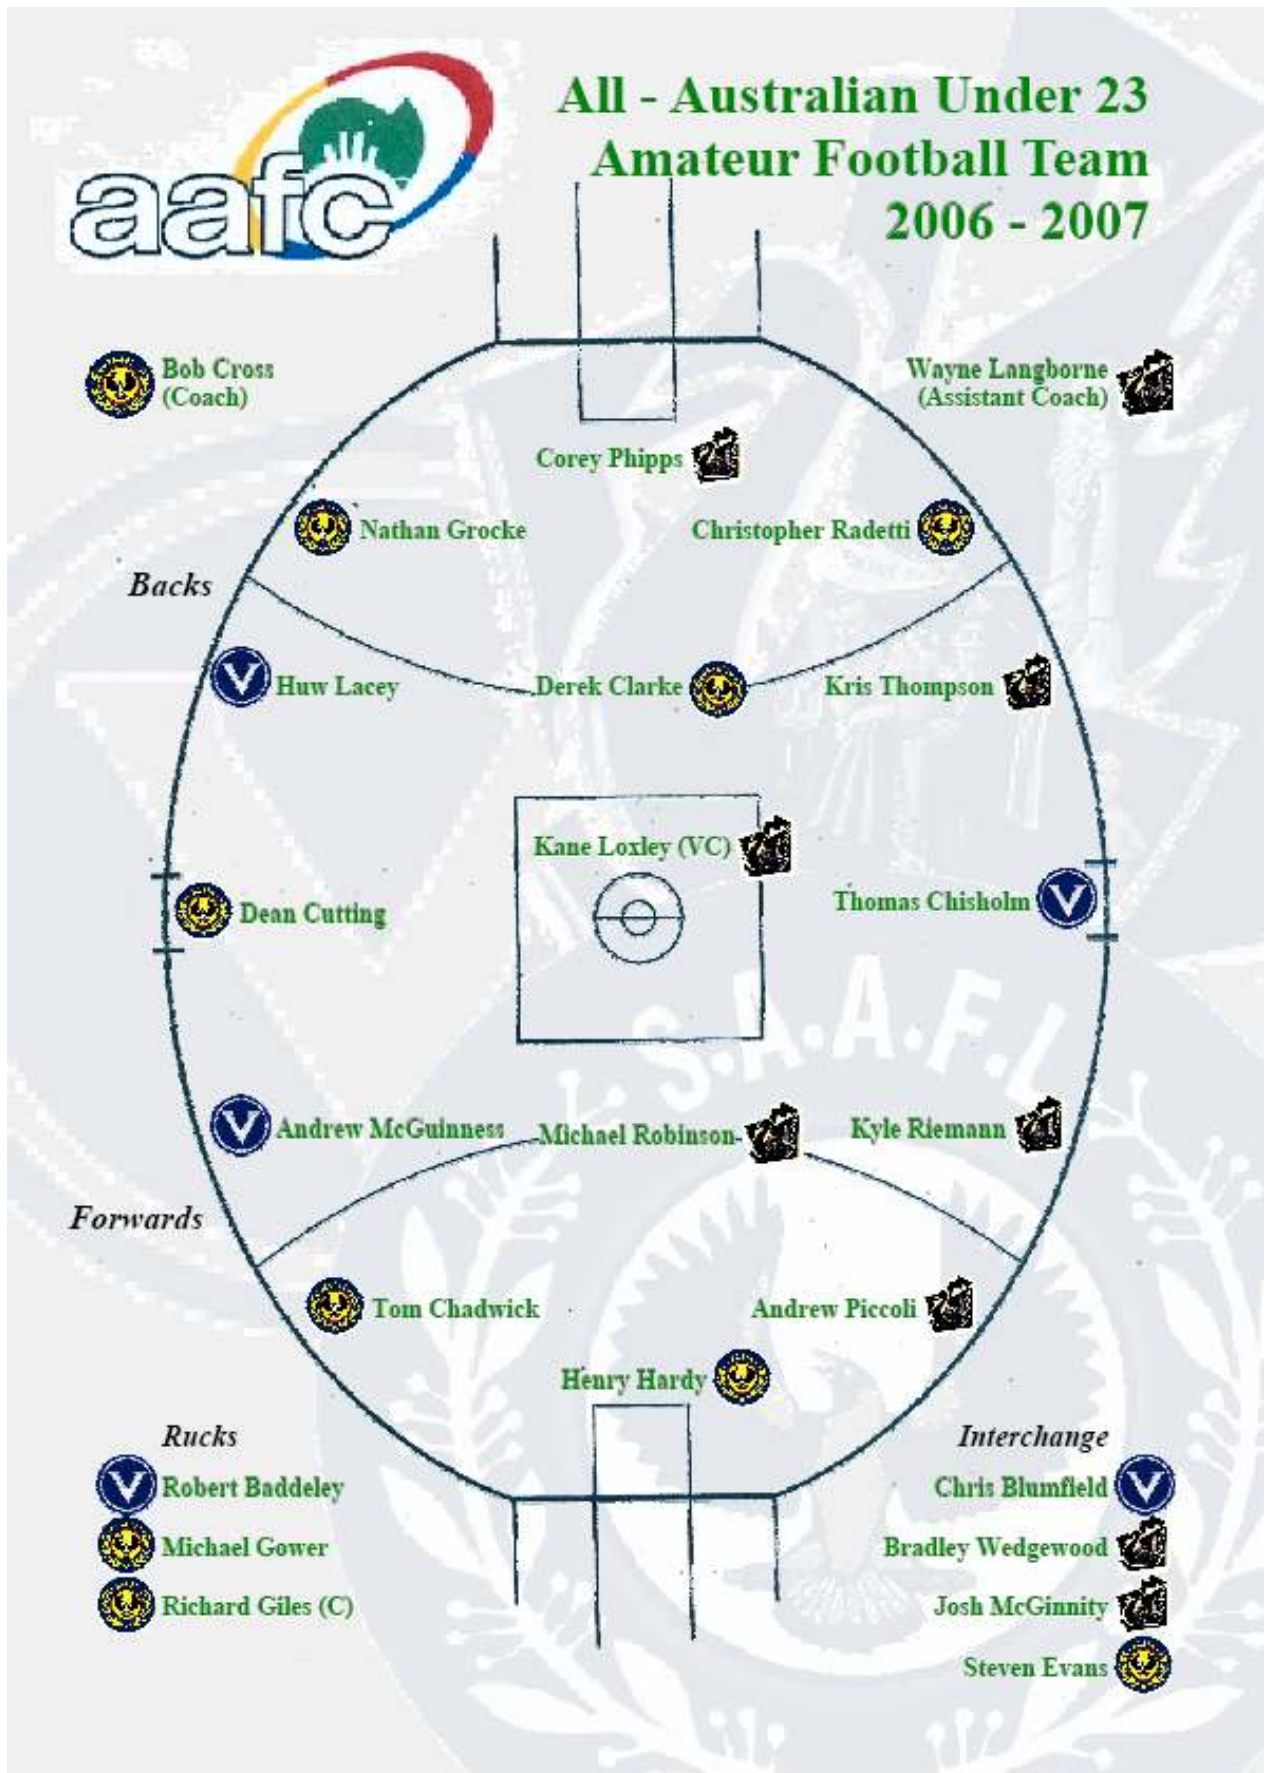 aafc
All - Australian Under 23
Amateur Football Team
2006 - 2007
Bob Cross
(Coach)
Wayne Langborne
(Assistant Coach)
Corey Phipps
Nathan Grocke
Christopher Radetti
Backs
V
Huw Lacey
Derek Clarke
Kris Thompson
Kane Loxley (VC)
Dean Cutting
Thomas Chisholm
V
S.A.A.F.L
V
Andrew McGuinness
Michael Robinson
Kyle Riemann
Forwards
Tom Chadwick
Andrew Piccoli
Henry Hardy
Rucks
V
Robert Baddeley
Michael Gower
Richard Giles (C)
Interchange
Chris Blumfield
V
Bradley Wedgewood
Josh McGinnity
Steven Evans